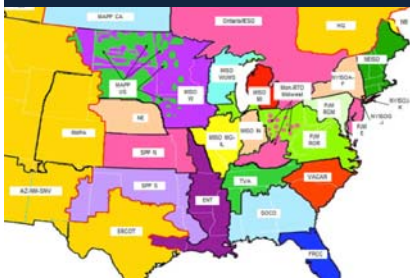 MAPP CA
Ontario/IESO
HQ
NEISO
NYISO
MISO
WUMS
MISO
MI
Non-RTO
Midwest
MAPP
US
MISO
W
NE
RMPA
MISO MO-
IL
MISO IN
PJM
ROR
PJM
ROR
PJM
E
SPP N
SPP S
TVA
VACAR
ENT
SOCO
AZ-NM-SNV
ERCOT
FRCC